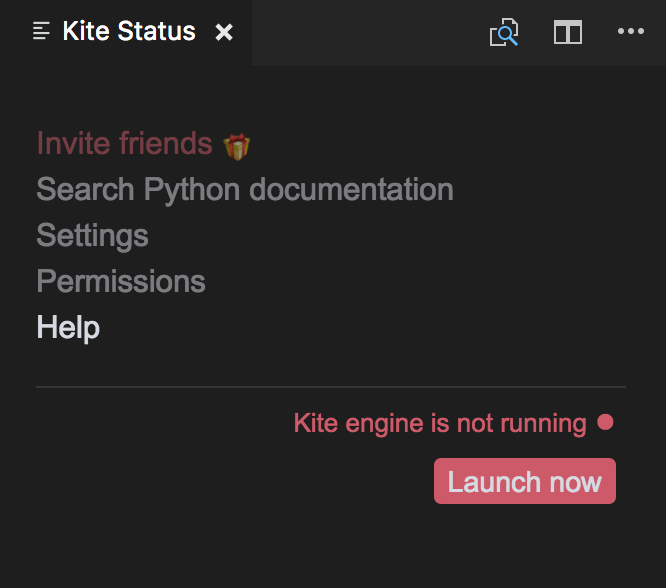 Kite Status
Invite friends
Search Python documentation
Settings
Permissions
Help
Kite engine is not running
Launch now